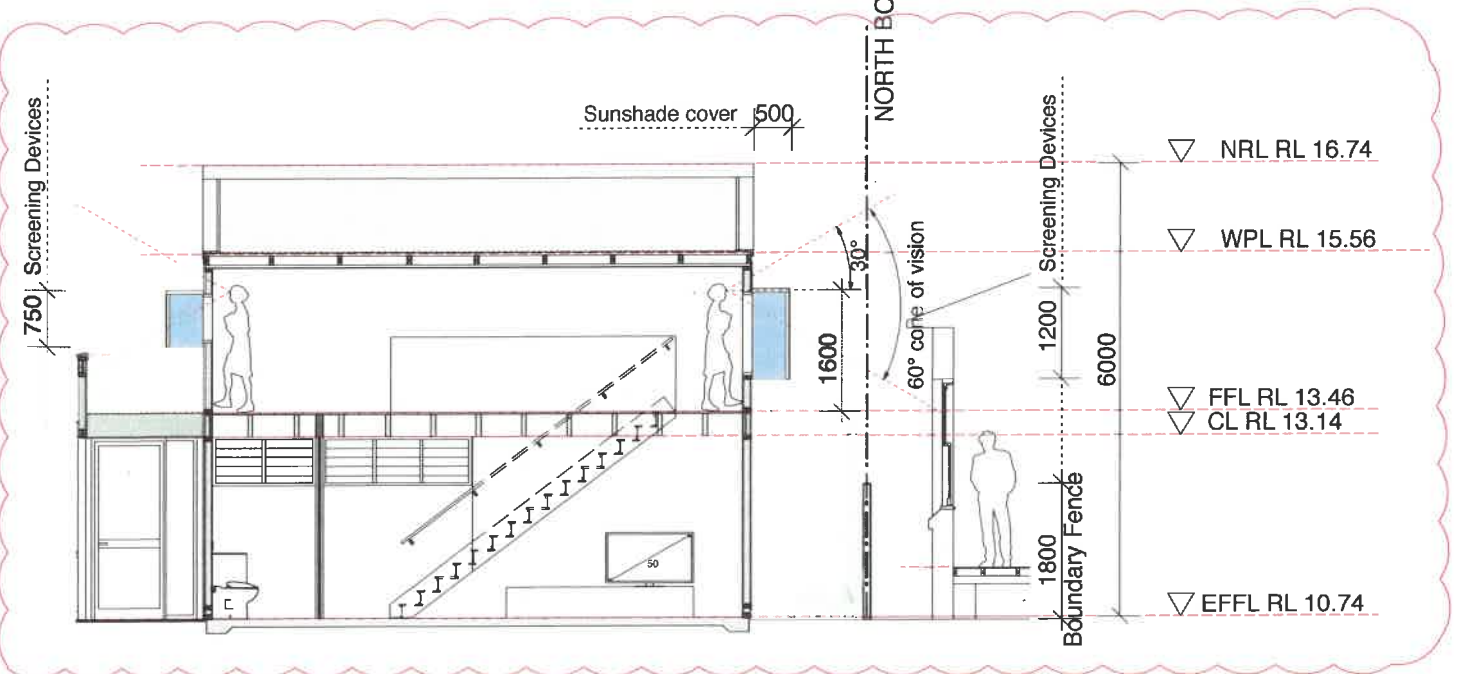 NORTH BO
Sunshade cover 500
Screening Devices
750
Screening Devices
NRL RL 16.74
WPL RL 15.56
30°
60° cone of vision
1600
1200
6000
FFL RL 13.46
CL RL 13.14
50
1800
Boundary Fence
EFFL RL 10.74